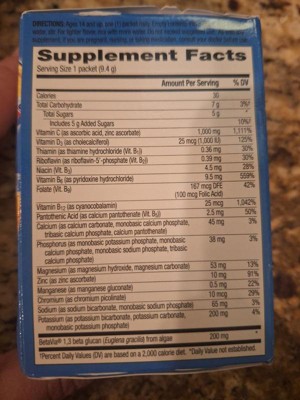 DIRECTIONS: Ages 14 and up,
Supplement Facts
Serving Size 1 packet (9.4 g)
Amount Per Serving % DV
Calories 30
Total Carbohydrate 7 g 3%†
Total Sugars 5 g *
Includes 5 g Added Sugars 10%†
Vitamin C (as ascorbic acid, zinc ascorbate) 1,000 mg 1,111%
Vitamin D₃ (as cholecalciferol) 25 mcg (1,000 IU) 125%
Thiamin (as thiamine hydrochloride) (Vit. B₁) 0.36 mg 30%
Riboflavin (as riboflavin-5'-phosphate) (Vit. B₂) 0.39 mg 30%
Niacin (Vit. B₃) 4.5 mg 28%
Vitamin B₆ (as pyridoxine hydrochloride) 9.5 mg 559%
Folate (Vit. B₉) 167 mcg DFE 42%
(100 mcg Folic Acid)
Vitamin B₁₂ (as cyanocobalamin) 25 mcg 1,042%
Pantothenic Acid (as calcium pantothenate) (Vit. B₅) 2.5 mg 50%
Calcium (as calcium carbonate, monobasic calcium phosphate, 45 mg 3%
tribasic calcium phosphate, calcium pantothenate)
Phosphorus (as monobasic potassium phosphate, monobasic 38 mg 3%
calcium phosphate, monobasic sodium phosphate, tribasic
calcium phosphate)
Magnesium (as magnesium hydroxide, magnesium carbonate) 53 mg 13%
Zinc (as zinc ascorbate) 10 mg 91%
Manganese (as manganese gluconate) 0.5 mg 22%
Chromium (as chromium picolinate) 10 mcg 29%
Sodium (as sodium bicarbonate, monobasic sodium phosphate) 65 mg 3%
Potassium (as potassium bicarbonate, potassium carbonate, 200 mg 4%
monobasic potassium phosphate)
BetaVia® 1,3 beta glucan (Euglena gracilis) from algae 200 mg *
†Percent Daily Values (DV) are based on a 2,000 calorie diet. *Daily Value not established.